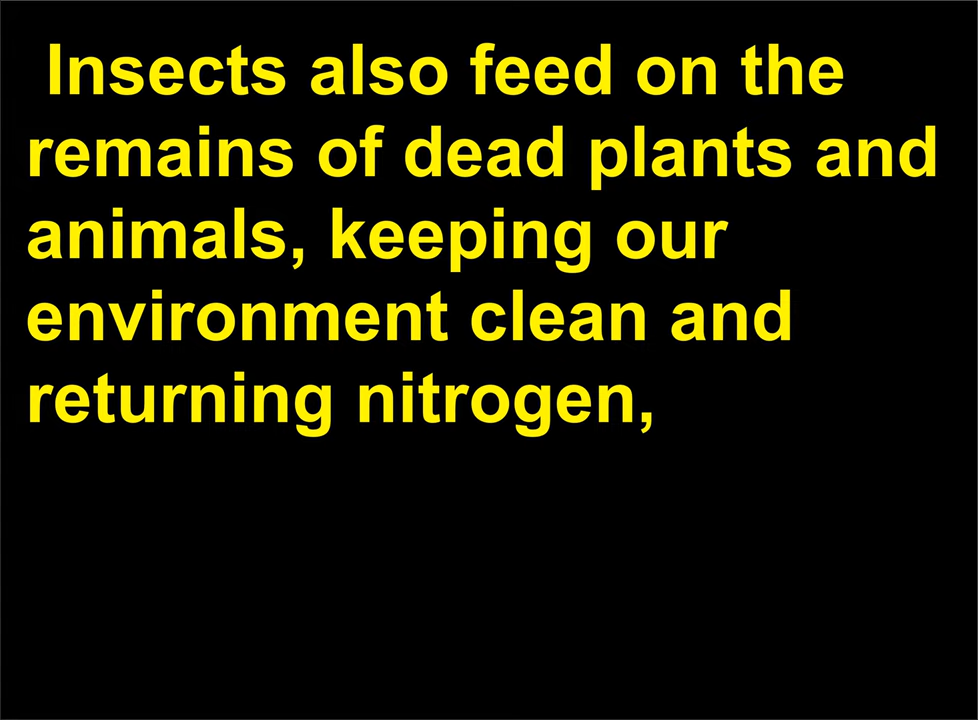 Insects also feed on the
remains of dead plants and
animals, keeping our
environment clean and
returning nitrogen,